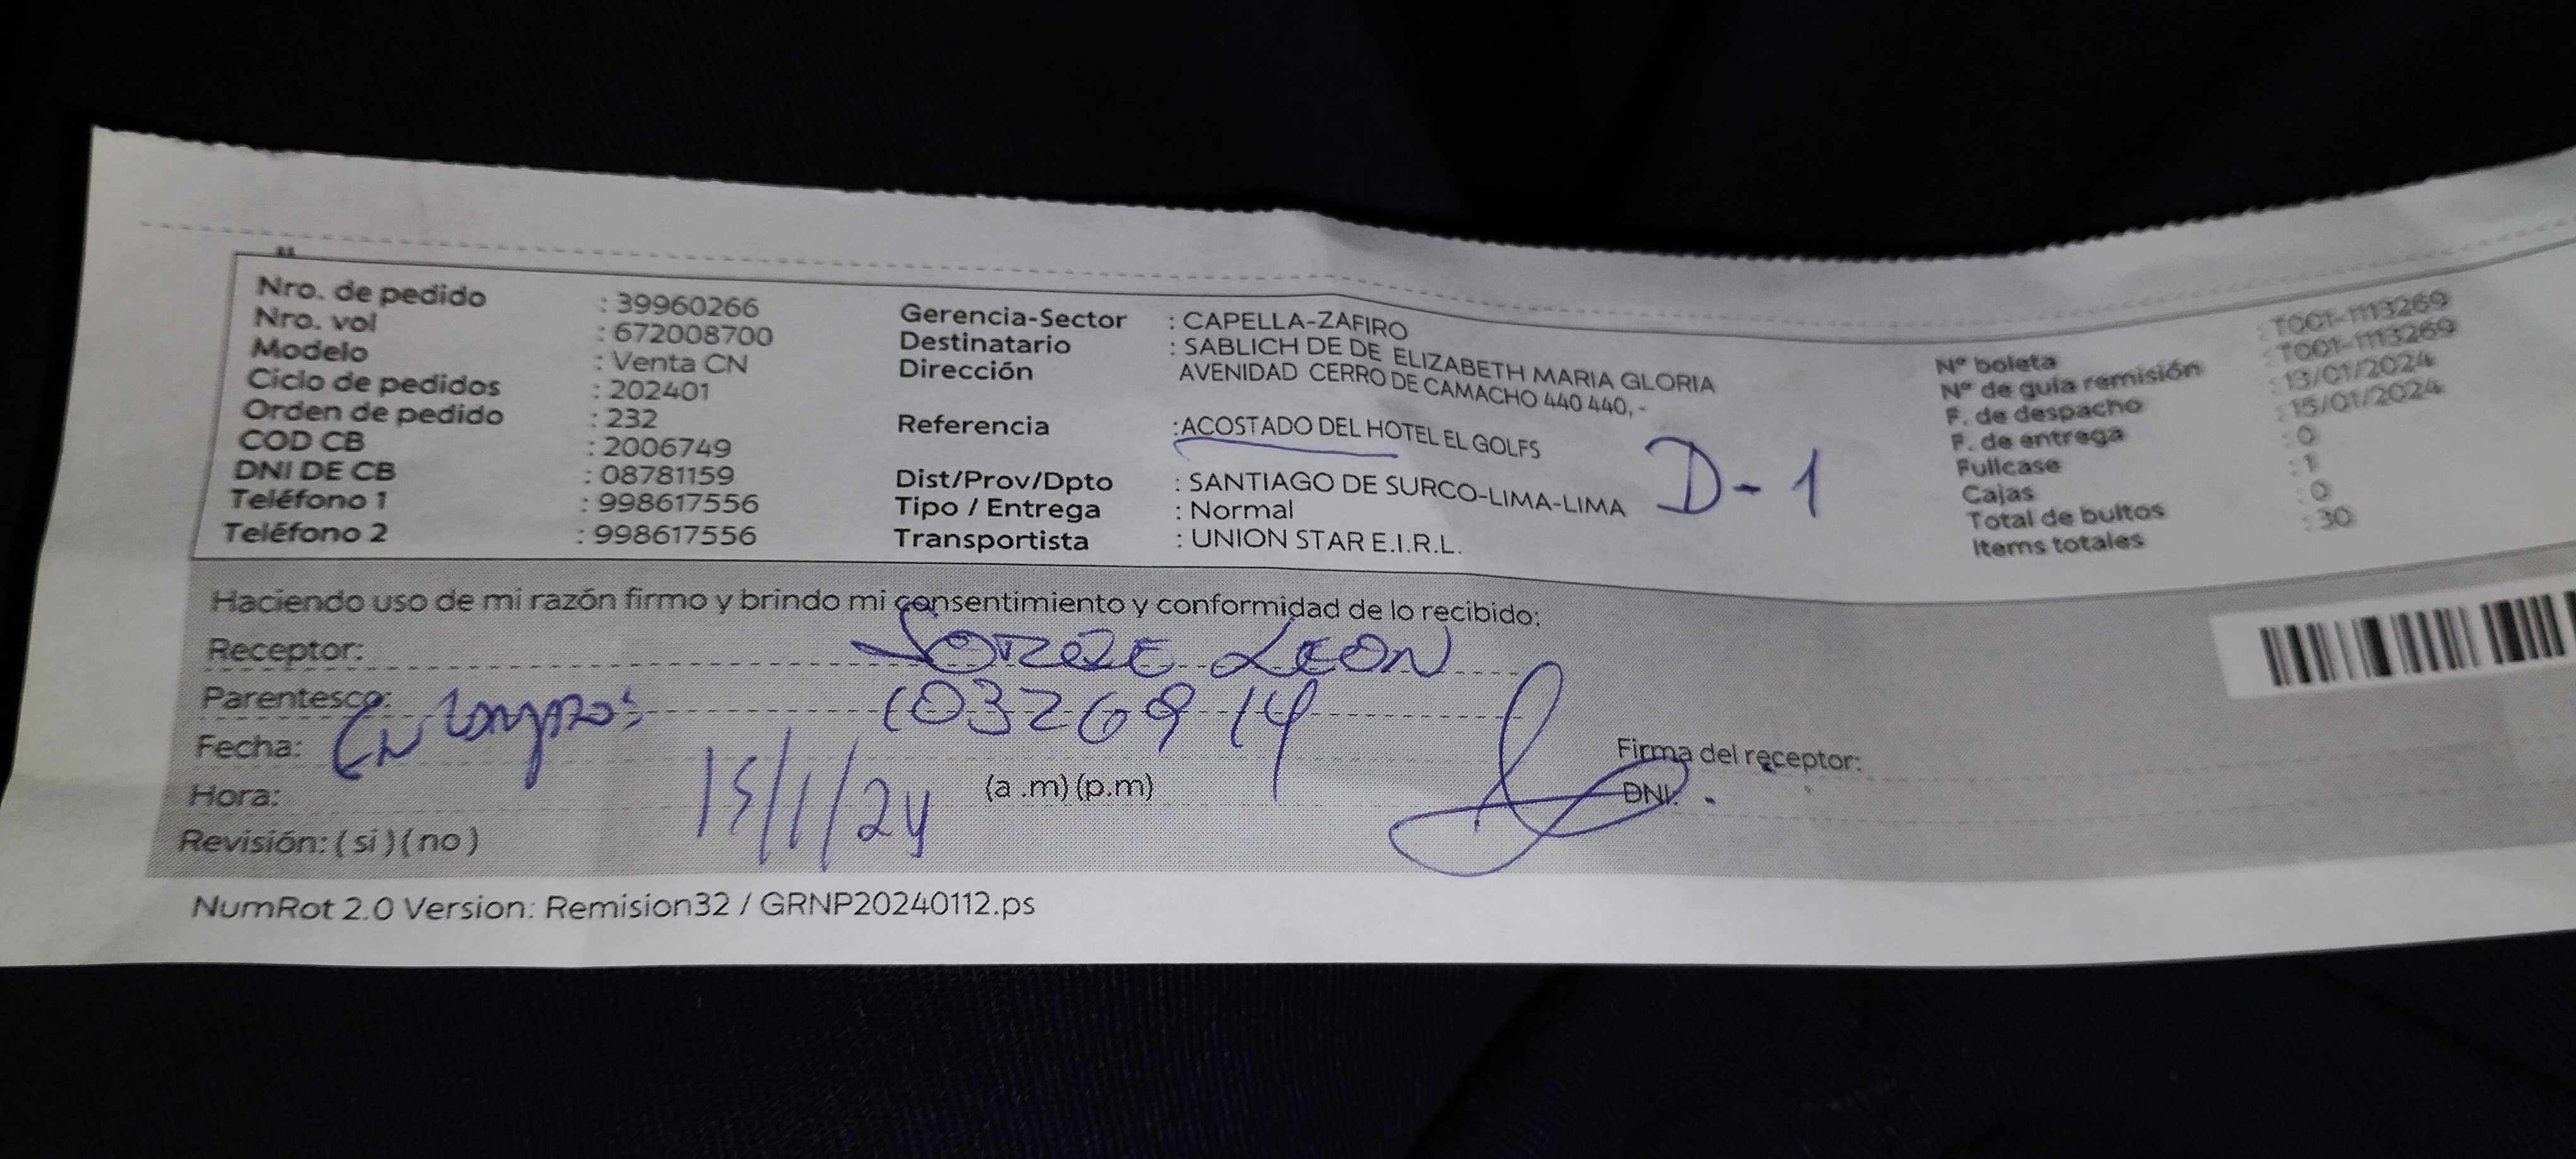 Nro. de pedido : 39960266
Nro. vol : 672008700
Modelo : Venta CN
Ciclo de pedidos : 202401
Orden de pedido : 232
COD CB : 2006749
DNI DE CB : 08781159
Teléfono 1 : 998617556
Teléfono 2 : 998617556
Gerencia-Sector : CAPELLA-ZAFIRO
Destinatario : SABLICH DE DE ELIZABETH MARIA GLORIA
Dirección AVENIDAD CERRO DE CAMACHO 440 440, -
Referencia : ACOSTADO DEL HOTEL EL GOLFS
Dist/Prov/Dpto : SANTIAGO DE SURCO-LIMA-LIMA
Tipo / Entrega : Normal
Transportista : UNION STAR E.I.R.L.
D-1
Nº boleta : T001-1113269
Nº de guía remisión : T001-1113269
F. de despacho : 13/01/2024
F. de entrega : 15/01/2024
Fullcase : 0
Cajas : 1
Total de bultos : 0
Items totales : 30
Haciendo uso de mi razón firmo y brindo mi consentimiento y conformidad de lo recibido:
Receptor: JORGE LEON
Parentesco: 10326914
Fecha: 15/1/24
Hora: (a .m) (p.m)
Revisión: ( si ) ( no )
Firma del receptor:
DNI:
NumRot 2.0 Version: Remision32 / GRNP20240112.ps